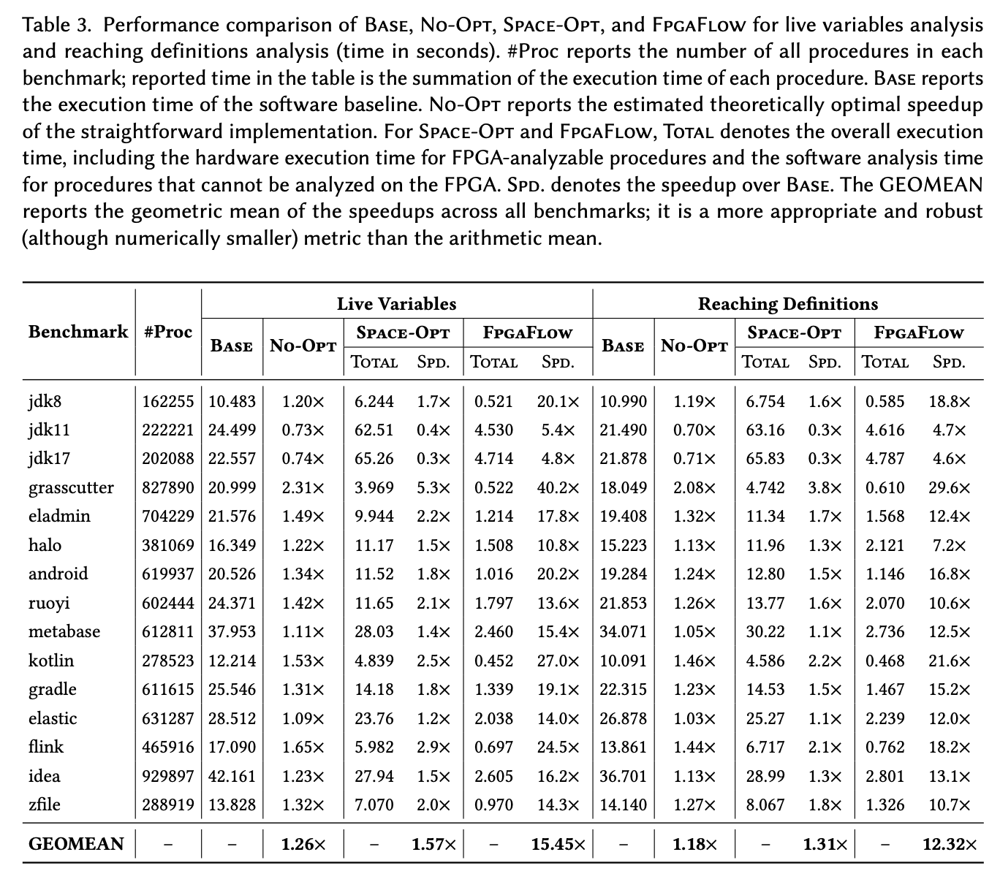 Table 3. Performance comparison of Base, No-Opt, Space-Opt, and FpgaFlow for live variables analysis
and reaching definitions analysis (time in seconds). #Proc reports the number of all procedures in each
benchmark; reported time in the table is the summation of the execution time of each procedure. Base reports
the execution time of the software baseline. No-Opt reports the estimated theoretically optimal speedup
of the straightforward implementation. For Space-Opt and FpgaFlow, Total denotes the overall execution
time, including the hardware execution time for FPGA-analyzable procedures and the software analysis time
for procedures that cannot be analyzed on the FPGA. Spd. denotes the speedup over Base. The GEOMEAN
reports the geometric mean of the speedups across all benchmarks; it is a more appropriate and robust
(although numerically smaller) metric than the arithmetic mean.
Live Variables Reaching Definitions
Benchmark #Proc Base No-Opt Space-Opt FpgaFlow Base No-Opt Space-Opt FpgaFlow
Total Spd. Total Spd. Total Spd. Total Spd.
jdk8 162255 10.483 1.20× 6.244 1.7× 0.521 20.1× 10.990 1.19× 6.754 1.6× 0.585 18.8×
jdk11 222221 24.499 0.73× 62.51 0.4× 4.530 5.4× 21.490 0.70× 63.16 0.3× 4.616 4.7×
jdk17 202088 22.557 0.74× 65.26 0.3× 4.714 4.8× 21.878 0.71× 65.83 0.3× 4.787 4.6×
grasscutter 827890 20.999 2.31× 3.969 5.3× 0.522 40.2× 18.049 2.08× 4.742 3.8× 0.610 29.6×
eladmin 704229 21.576 1.49× 9.944 2.2× 1.214 17.8× 19.408 1.32× 11.34 1.7× 1.568 12.4×
halo 381069 16.349 1.22× 11.17 1.5× 1.508 10.8× 15.223 1.13× 11.96 1.3× 2.121 7.2×
android 619937 20.526 1.34× 11.52 1.8× 1.016 20.2× 19.284 1.24× 12.80 1.5× 1.146 16.8×
ruoyi 602444 24.371 1.42× 11.65 2.1× 1.797 13.6× 21.853 1.26× 13.77 1.6× 2.070 10.6×
metabase 612811 37.953 1.11× 28.03 1.4× 2.460 15.4× 34.071 1.05× 30.22 1.1× 2.736 12.5×
kotlin 278523 12.214 1.53× 4.839 2.5× 0.452 27.0× 10.091 1.46× 4.586 2.2× 0.468 21.6×
gradle 611615 25.546 1.31× 14.18 1.8× 1.339 19.1× 22.315 1.23× 14.53 1.5× 1.467 15.2×
elastic 631287 28.512 1.09× 23.76 1.2× 2.038 14.0× 26.878 1.03× 25.27 1.1× 2.239 12.0×
flink 465916 17.090 1.65× 5.982 2.9× 0.697 24.5× 13.861 1.44× 6.717 2.1× 0.762 18.2×
idea 929897 42.161 1.23× 27.94 1.5× 2.605 16.2× 36.701 1.13× 28.99 1.3× 2.801 13.1×
zfile 288919 13.828 1.32× 7.070 2.0× 0.970 14.3× 14.140 1.27× 8.067 1.8× 1.326 10.7×
GEOMEAN – – 1.26× – 1.57× – 15.45× – 1.18× – 1.31× – 12.32×